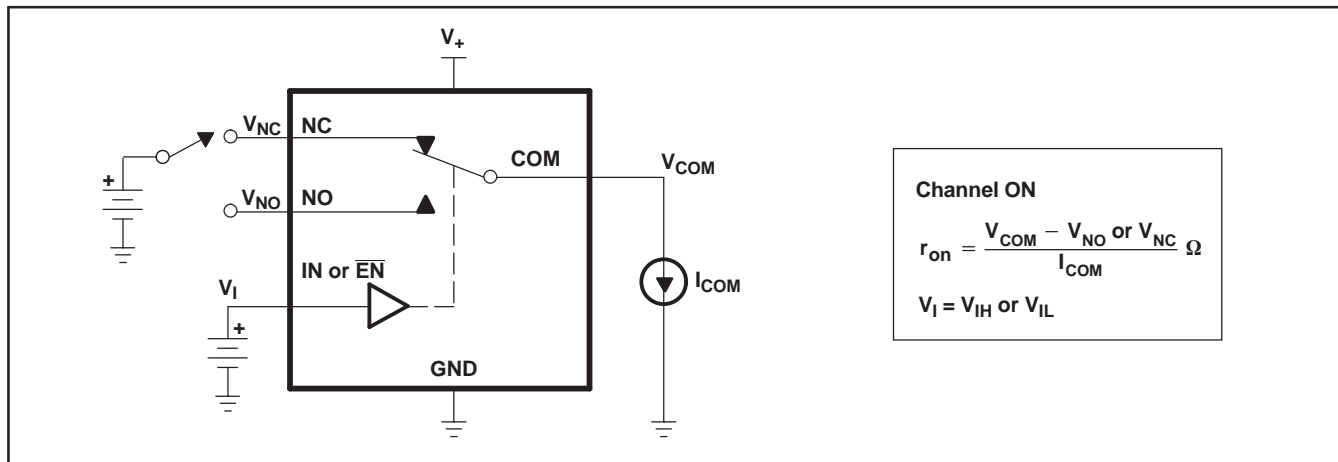 V+
VNC NC
COM
VCOM
+
VNO NO
IN or EN
VI
+
ICOM
GND
Channel ON
ron = VCOM − VNO or VNC / ICOM Ω
VI = VIH or VIL